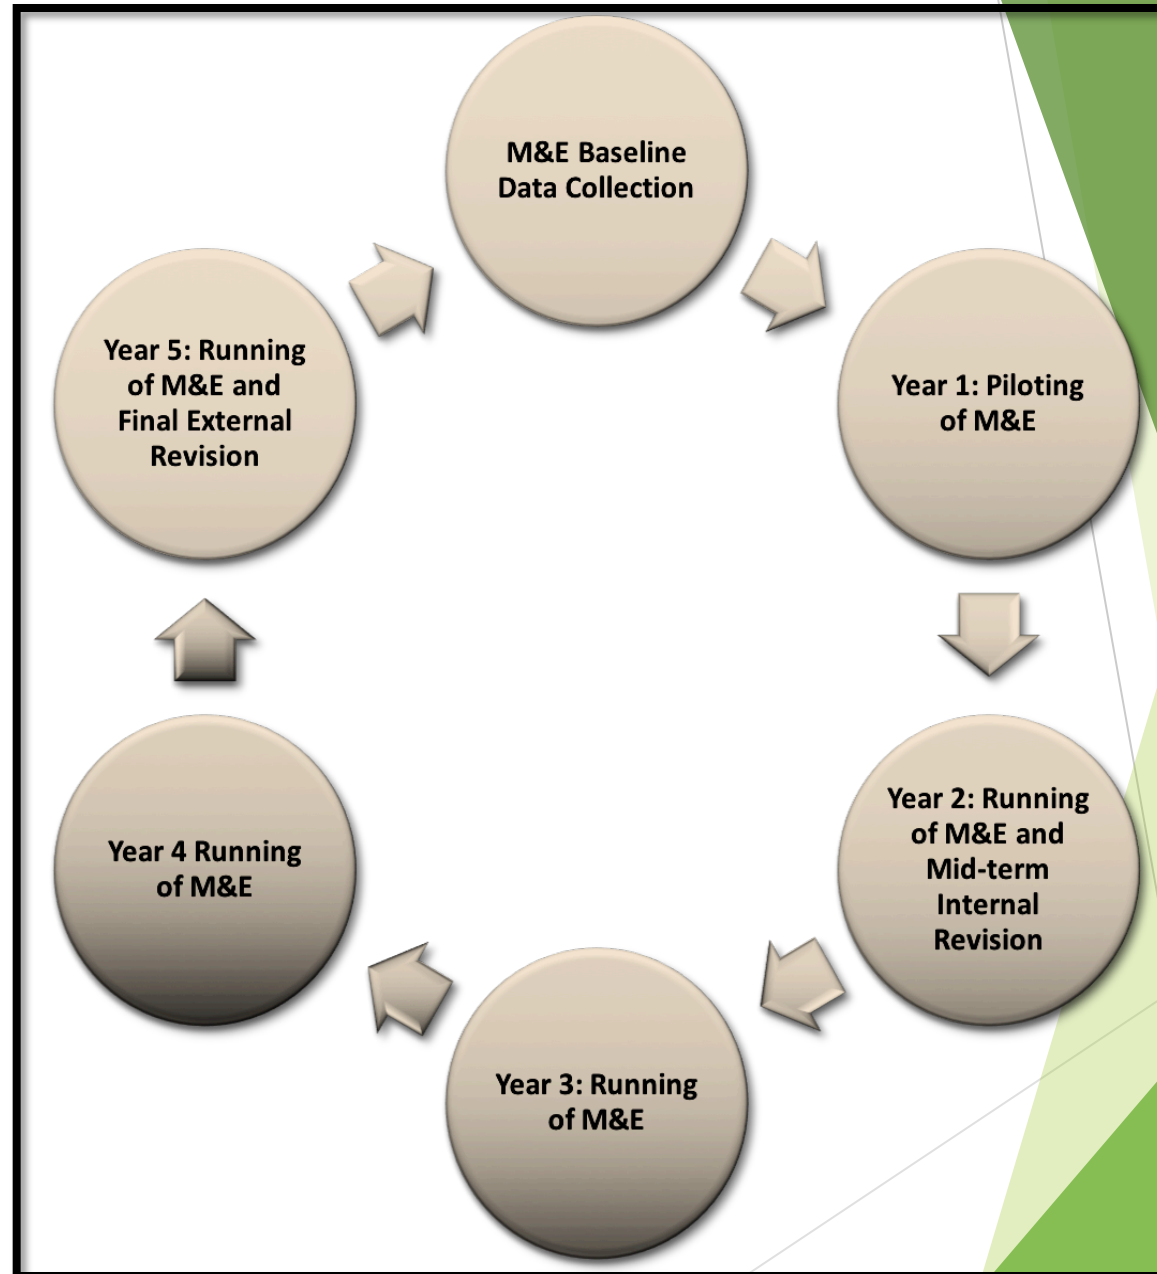 M&E Baseline
Data Collection
Year 1: Piloting
of M&E
Year 2: Running
of M&E and
Mid-term
Internal
Revision
Year 3: Running
of M&E
Year 4 Running
of M&E
Year 5: Running
of M&E and
Final External
Revision